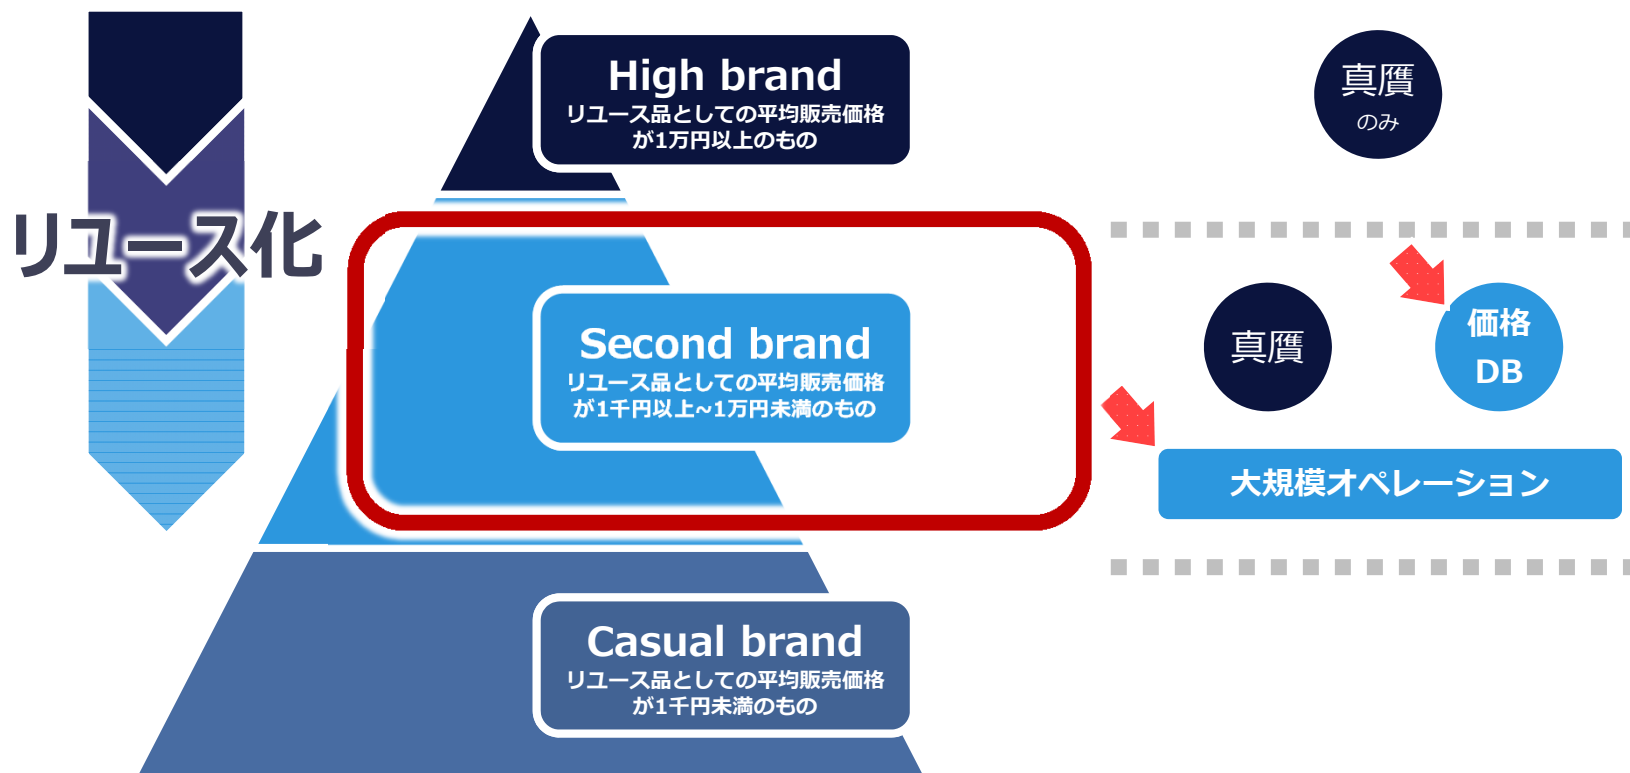 High brand
リユース品としての平均販売価格
が1万円以上のもの
真贋
のみ
リユース化
Second brand
リユース品としての平均販売価格
が1千円以上~1万円未満のもの
真贋
価格
DB
大規模オペレーション
Casual brand
リユース品としての平均販売価格
が1千円未満のもの